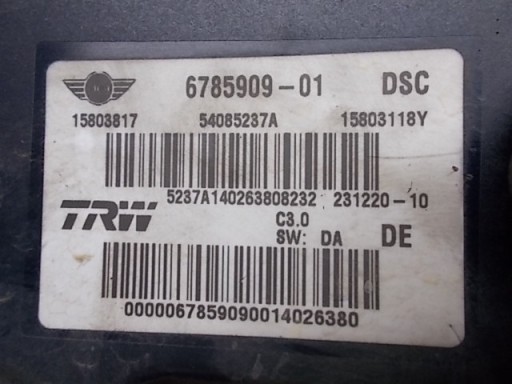 6785909-01 DSC
15803817 54085237A 15803118Y
5237A140263808232 231220-10
TRW C3.0
SW: DA DE
0000067859090014026380